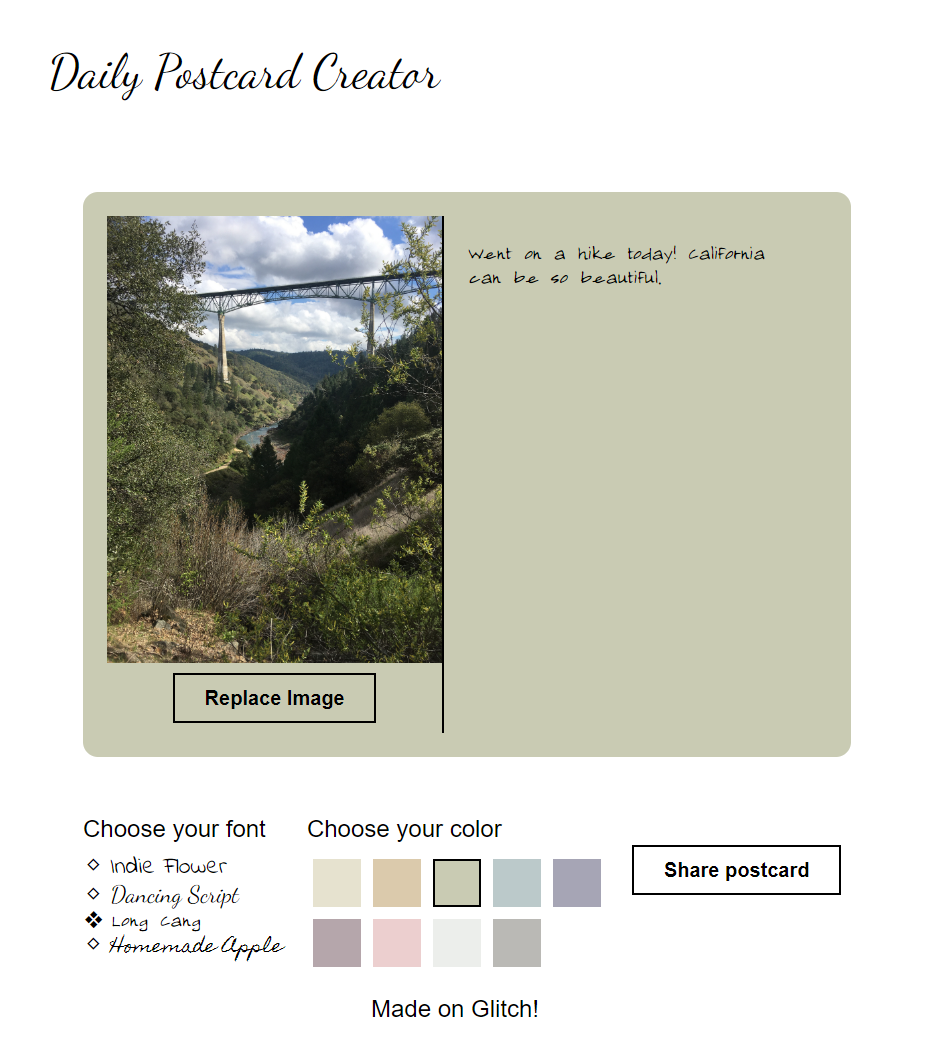 Daily Postcard Creator
Went on a hike today! California
can be so beautiful.
Replace Image
Choose your font
Indie Flower
Dancing Script
Long Cang
Homemade Apple
Choose your color
Share postcard
Made on Glitch!